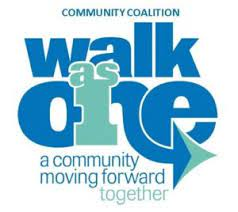 COMMUNITY COALITION
walk
as
one
a community
moving forward
together